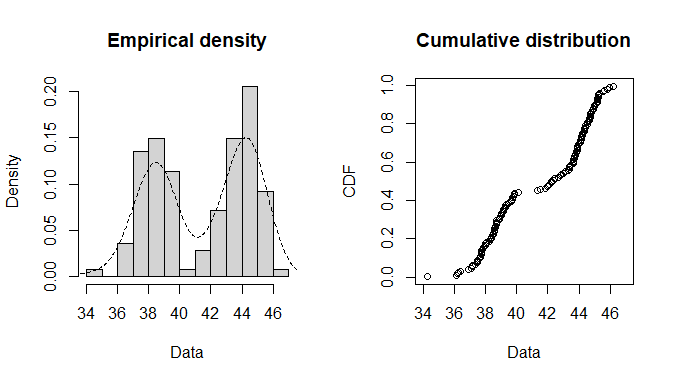 Empirical density
Density
0.00 0.05 0.10 0.15 0.20
34 36 38 40 42 44 46
Data
Cumulative distribution
CDF
0.0 0.2 0.4 0.6 0.8 1.0
34 36 38 40 42 44 46
Data